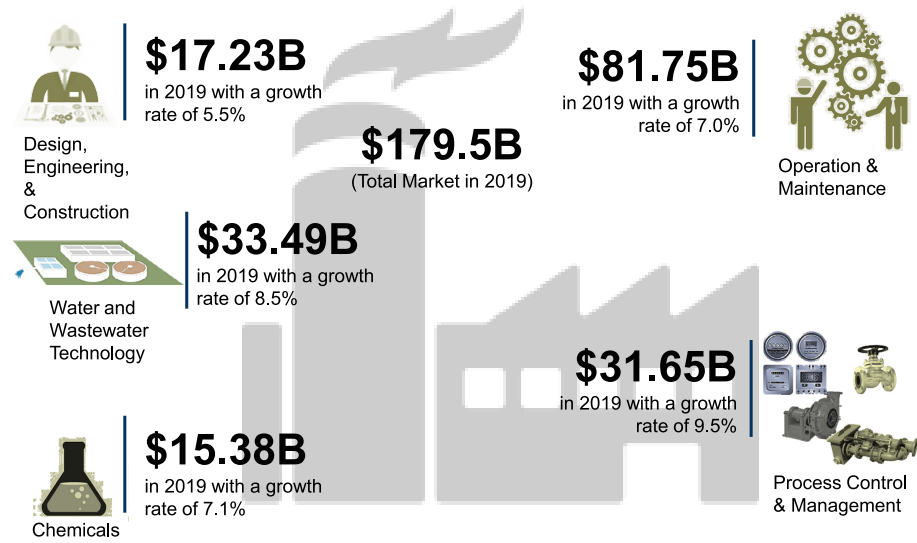 $17.23B
in 2019 with a growth
rate of 5.5%
Design,
Engineering,
&
Construction
$81.75B
in 2019 with a growth
rate of 7.0%
Operation &
Maintenance
$179.5B
(Total Market in 2019)
$33.49B
in 2019 with a growth
rate of 8.5%
Water and
Wastewater
Technology
$31.65B
in 2019 with a growth
rate of 9.5%
Process Control
& Management
$15.38B
in 2019 with a growth
rate of 7.1%
Chemicals